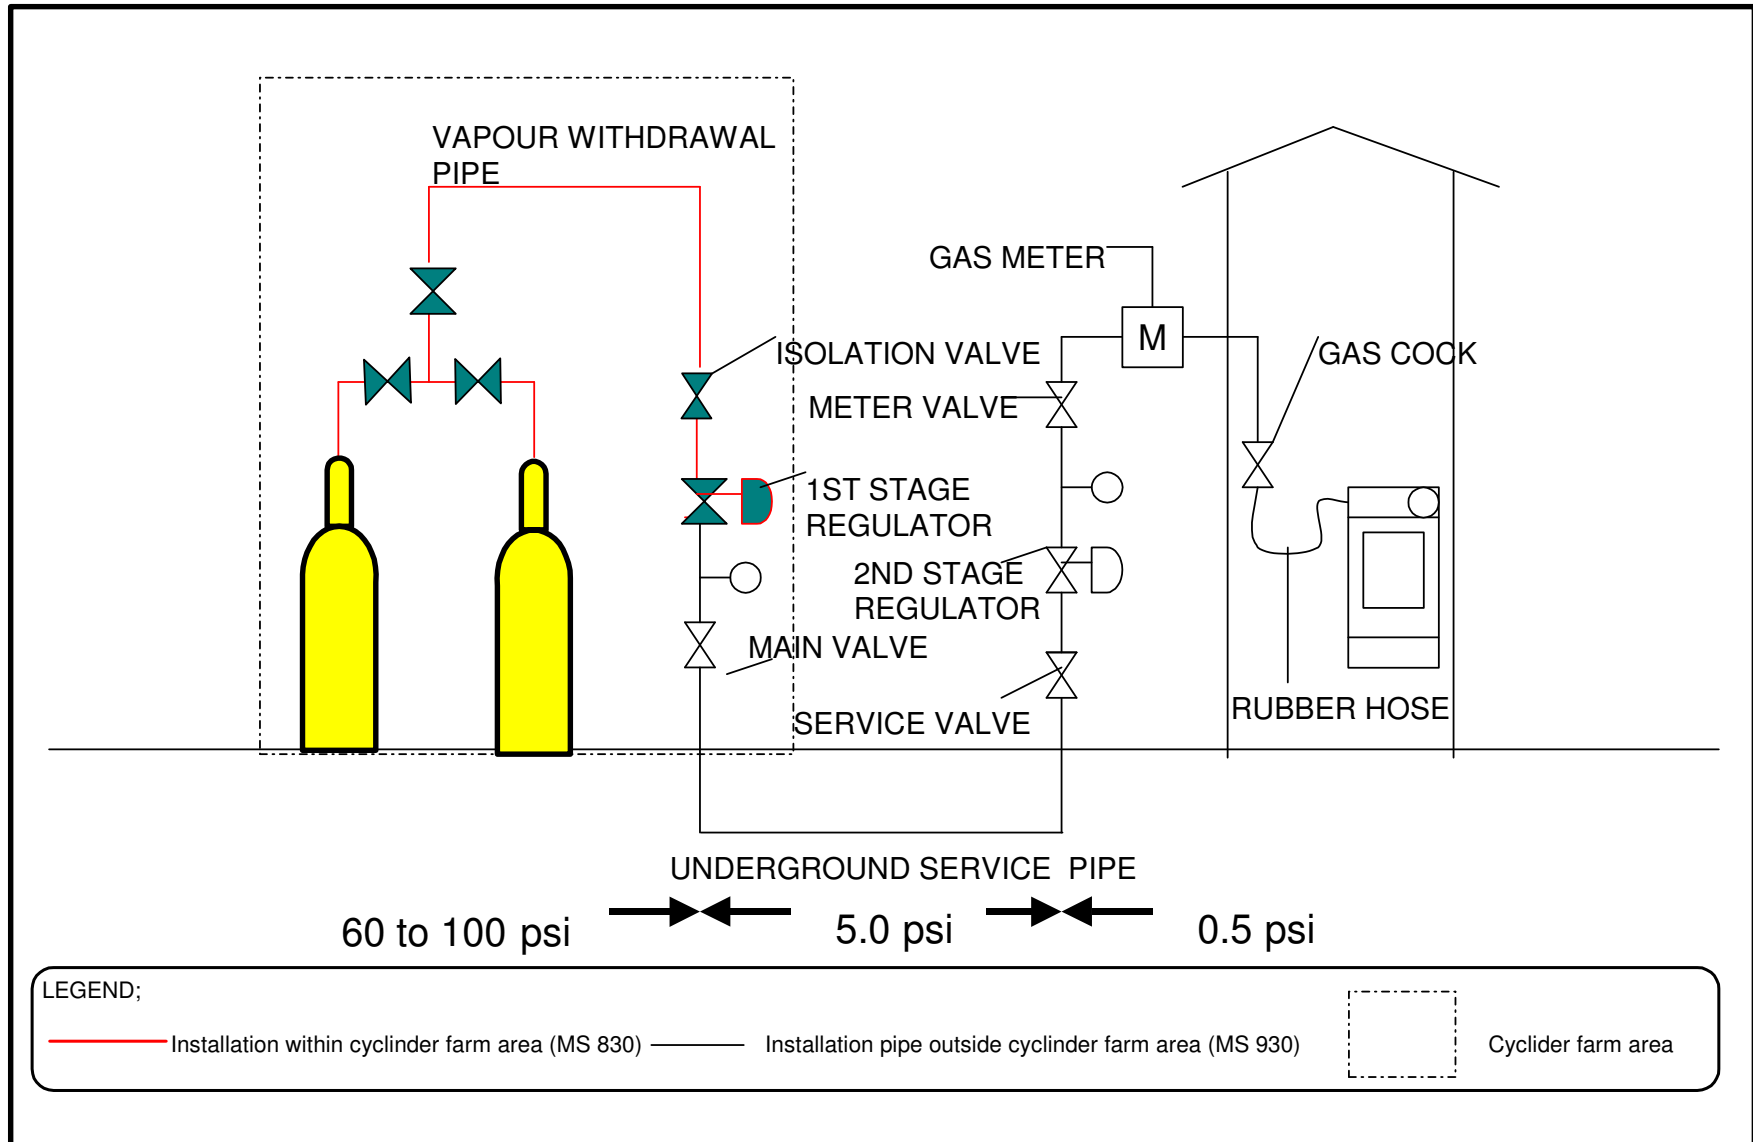 VAPOUR WITHDRAWAL
PIPE
GAS METER
M
ISOLATION VALVE
GAS COCK
METER VALVE
1ST STAGE
REGULATOR
2ND STAGE
REGULATOR
MAIN VALVE
SERVICE VALVE
RUBBER HOSE
UNDERGROUND SERVICE PIPE
60 to 100 psi
5.0 psi
0.5 psi
LEGEND;
Installation within cyclinder farm area (MS 830)
Installation pipe outside cyclinder farm area (MS 930)
Cyclider farm area